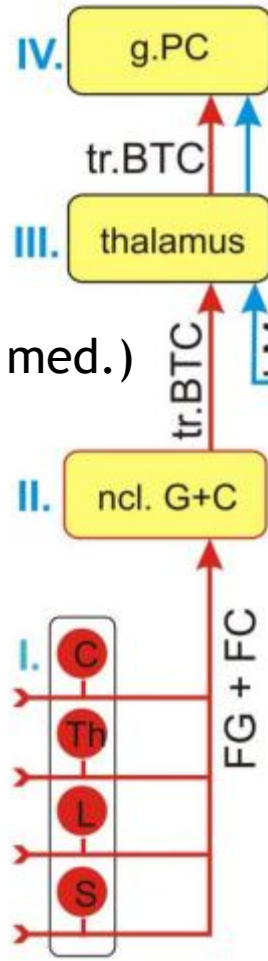 IV. g.PC
tr.BTC
III. thalamus
med.)
tr.BTC
II. ncl. G+C
I. C
Th
FG + FC
L
S